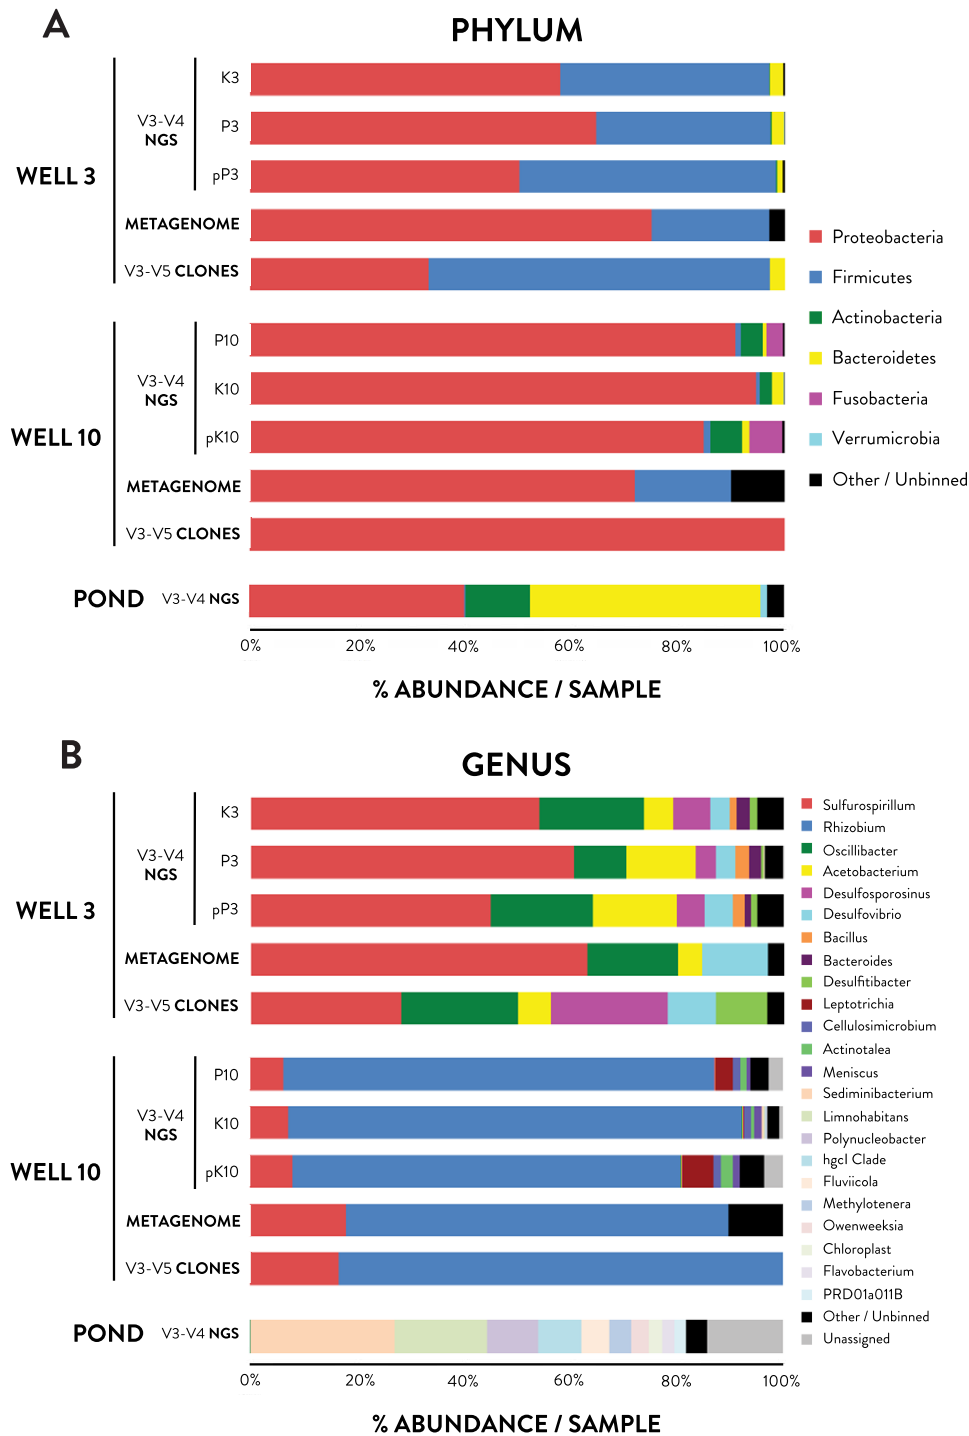 A
PHYLUM
K3
V3-V4
NGS
P3
pP3
WELL 3
METAGENOME
V3-V5 CLONES
P10
V3-V4
NGS
K10
pK10
WELL 10
METAGENOME
V3-V5 CLONES
POND V3-V4 NGS
Proteobacteria
Firmicutes
Actinobacteria
Bacteroidetes
Fusobacteria
Verrumicrobia
Other / Unbinned
0% 20% 40% 60% 80% 100%
% ABUNDANCE / SAMPLE
B
GENUS
K3
V3-V4
NGS
P3
pP3
WELL 3
METAGENOME
V3-V5 CLONES
P10
V3-V4
NGS
K10
pK10
WELL 10
METAGENOME
V3-V5 CLONES
POND V3-V4 NGS
Sulfurospirillum
Rhizobium
Oscillibacter
Acetobacterium
Desulfosporosinus
Desulfovibrio
Bacillus
Bacteroides
Desulfitibacter
Leptotrichia
Cellulosimicrobium
Actinotalea
Meniscus
Sediminibacterium
Limnohabitans
Polynucleobacter
hgcI Clade
Fluviicola
Methylotenera
Owenweeksia
Chloroplast
Flavobacterium
PRD01a011B
Other / Unbinned
Unassigned
0% 20% 40% 60% 80% 100%
% ABUNDANCE / SAMPLE